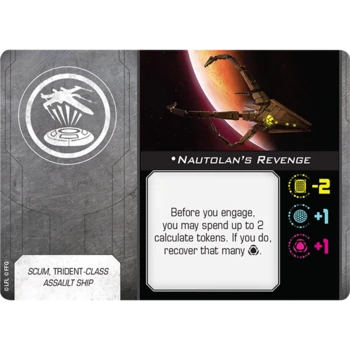 •NAUTOLAN'S REVENGE
-2
+1
+1
Before you engage,
you may spend up to 2
calculate tokens. If you do,
recover that many .
SCUM, TRIDENT-CLASS
ASSAULT SHIP
©LFL ©FFG